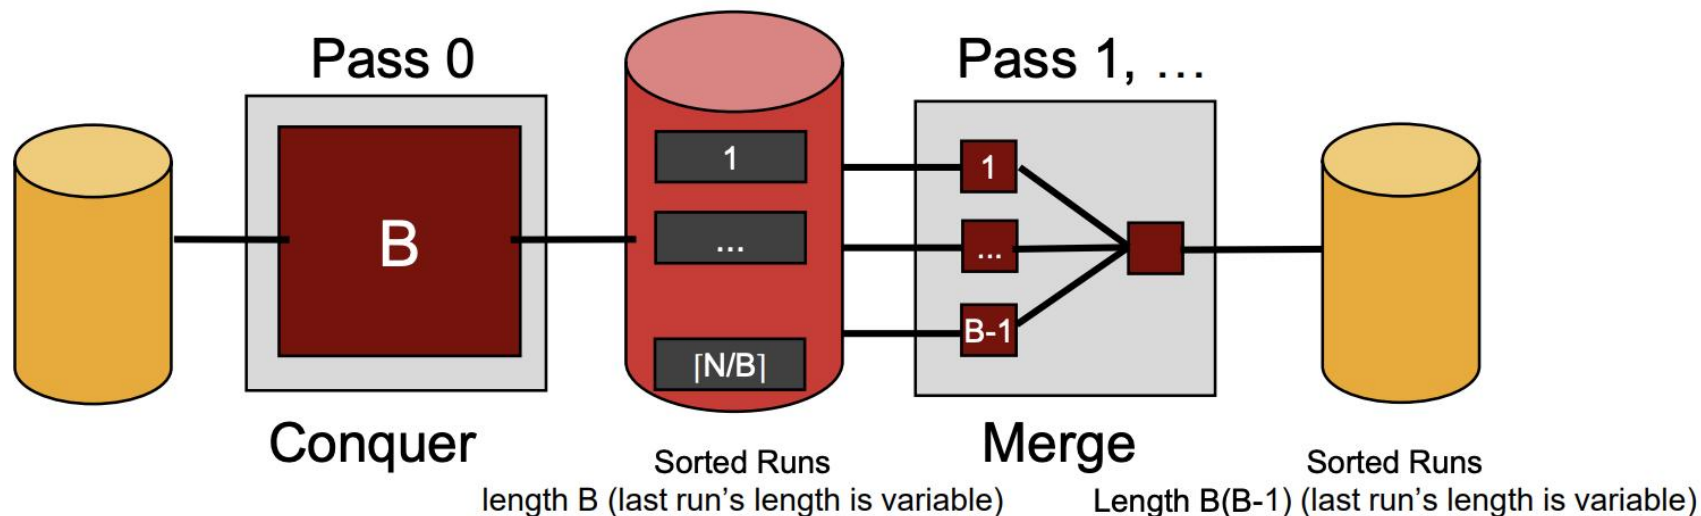 Pass 0
B
Conquer
1
...
⌈N/B⌉
Sorted Runs
length B (last run's length is variable)
Pass 1, …
1
...
B-1
Merge
Sorted Runs
Length B(B-1) (last run's length is variable)